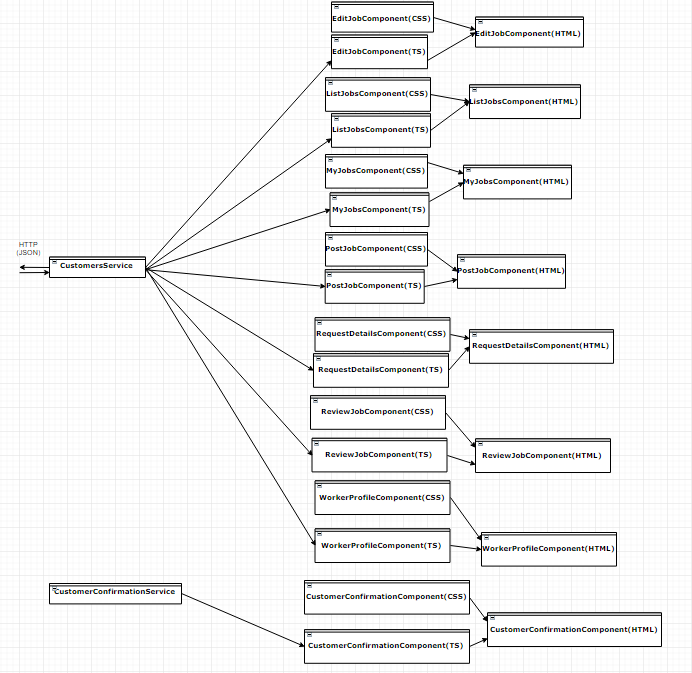 EditJobComponent(CSS)
EditJobComponent(HTML)
EditJobComponent(TS)
ListJobsComponent(CSS)
ListJobsComponent(HTML)
ListJobsComponent(TS)
MyJobsComponent(CSS)
MyJobsComponent(HTML)
MyJobsComponent(TS)
HTTP
(JSON)
CustomersService
PostJobComponent(CSS)
PostJobComponent(HTML)
PostJobComponent(TS)
RequestDetailsComponent(CSS)
RequestDetailsComponent(HTML)
RequestDetailsComponent(TS)
ReviewJobComponent(CSS)
ReviewJobComponent(TS)
ReviewJobComponent(HTML)
WorkerProfileComponent(CSS)
WorkerProfileComponent(TS)
WorkerProfileComponent(HTML)
CustomerConfirmationService
CustomerConfirmationComponent(CSS)
CustomerConfirmationComponent(HTML)
CustomerConfirmationComponent(TS)